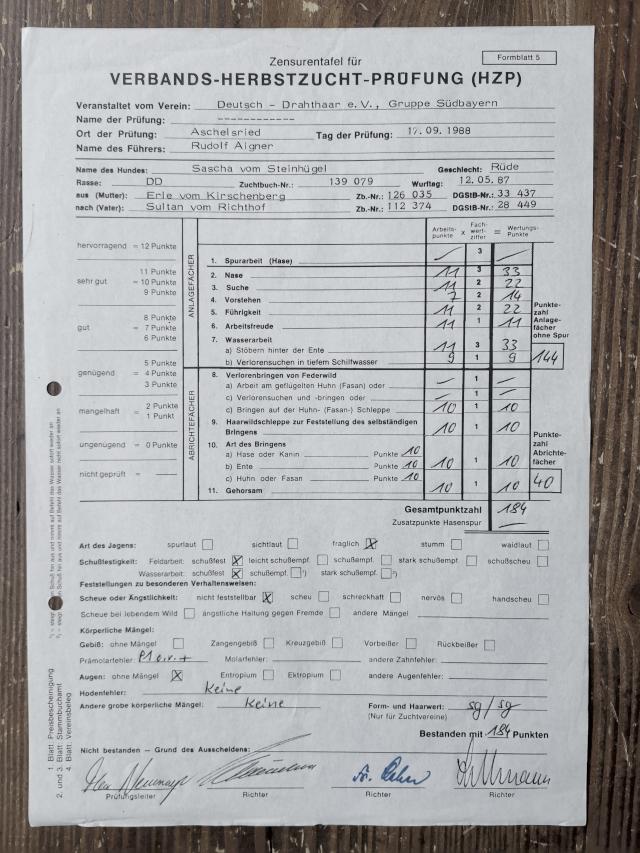 Formblatt 5
Zensurentafel für
VERBANDS-HERBSTZUCHT-PRÜFUNG (HZP)
Veranstaltet vom Verein: Deutsch - Drahthaar e.V., Gruppe Südbayern
Name der Prüfung: ------------
Ort der Prüfung: Aschelsried Tag der Prüfung: 17.09.1988
Name des Führers: Rudolf Aigner
Name des Hundes: Sascha vom Steinhügel Geschlecht: Rüde
Rasse: DD Zuchtbuch-Nr.: 139 079 Wurftag: 12.05.87
aus (Mutter): Erle vom Kirschenberg Zb.-Nr.: 126 035 DGStB-Nr.: 33 437
nach (Vater): Sultan vom Richthof Zb.-Nr.: 112 374 DGStB-Nr.: 28 449
Arbeits-punkte x Fach-wert-ziffer = Wertungs-Punkte
hervorragend = 12 Punkte
11 Punkte
sehr gut = 10 Punkte
9 Punkte
8 Punkte
gut = 7 Punkte
6 Punkte
5 Punkte
genügend = 4 Punkte
3 Punkte
mangelhaft = 2 Punkte
1 Punkt
ungenügend = 0 Punkte
nicht geprüft = —
ANLAGEFÄCHER
1. Spurarbeit (Hase) — 3 —
2. Nase 11 3 33
3. Suche 11 2 22
4. Vorstehen 7 2 14
5. Führigkeit 11 2 22
6. Arbeitsfreude 11 1 11
7. Wasserarbeit
a) Stöbern hinter der Ente 11 3 33
b) Verlorensuchen in tiefem Schilfwasser 9 1 9
Punkte-zahl Anlage-fächer ohne Spur
144
ABRICHTEFÄCHER
8. Verlorenbringen von Federwild
a) Arbeit am geflügelten Huhn (Fasan) oder — 1 —
c) Verlorensuchen und -bringen oder — 1 —
c) Bringen auf der Huhn- (Fasan-) Schleppe 10 1 10
9. Haarwildschleppe zur Feststellung des selbständigen
Bringens 10 1 10
10. Art des Bringens
a) Hase oder Kanin Punkte 10
b) Ente Punkte 10 10 1 10
c) Huhn oder Fasan Punkte 10
11. Gehorsam 10 1 10
Punkte-zahl Abrichte-fächer
40
Gesamtpunktzahl 184
Zusatzpunkte Hasenspur —
Art des Jagens: spurlaut sichtlaut fraglich X stumm waidlaut
Schußfestigkeit: Feldarbeit: schußfest X leicht schußempf. schußempf. stark schußempf. schußscheu
Wasserarbeit: schußfest X schußempf. ¹) stark schußempf. ²)
Feststellungen zu besonderen Verhaltensweisen:
Scheue oder Ängstlichkeit: nicht feststellbar X scheu schreckhaft nervös handscheu
Scheue bei lebendem Wild ängstliche Haltung gegen Fremde andere Mängel
Körperliche Mängel:
Gebiß: ohne Mängel Zangengebiß Kreuzgebiß Vorbeißer Rückbeißer
Prämolarfehler: Molarfehler: andere Zahnfehler:
Augen: ohne Mängel X Entropium Ektropium andere Augenfehler:
Hodenfehler: Keine
Andere grobe körperliche Mängel: Keine Form- und Haarwert: sg/sg
(Nur für Zuchtvereine)
Bestanden mit 184 Punkten
Nicht bestanden — Grund des Ausscheidens:
Prüfungsleiter Richter Richter Richter
1. Blatt Preisbescheinigung
2. und 3. Blatt Stammbuchamt
4. Blatt Vereinsbeleg